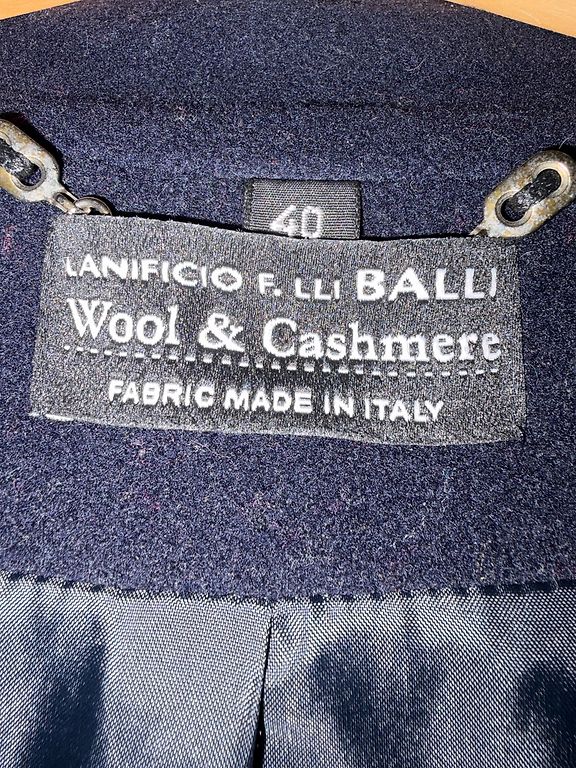 40
LANIFICIO F. LLI BALLI
Wool & Cashmere
FABRIC MADE IN ITALY